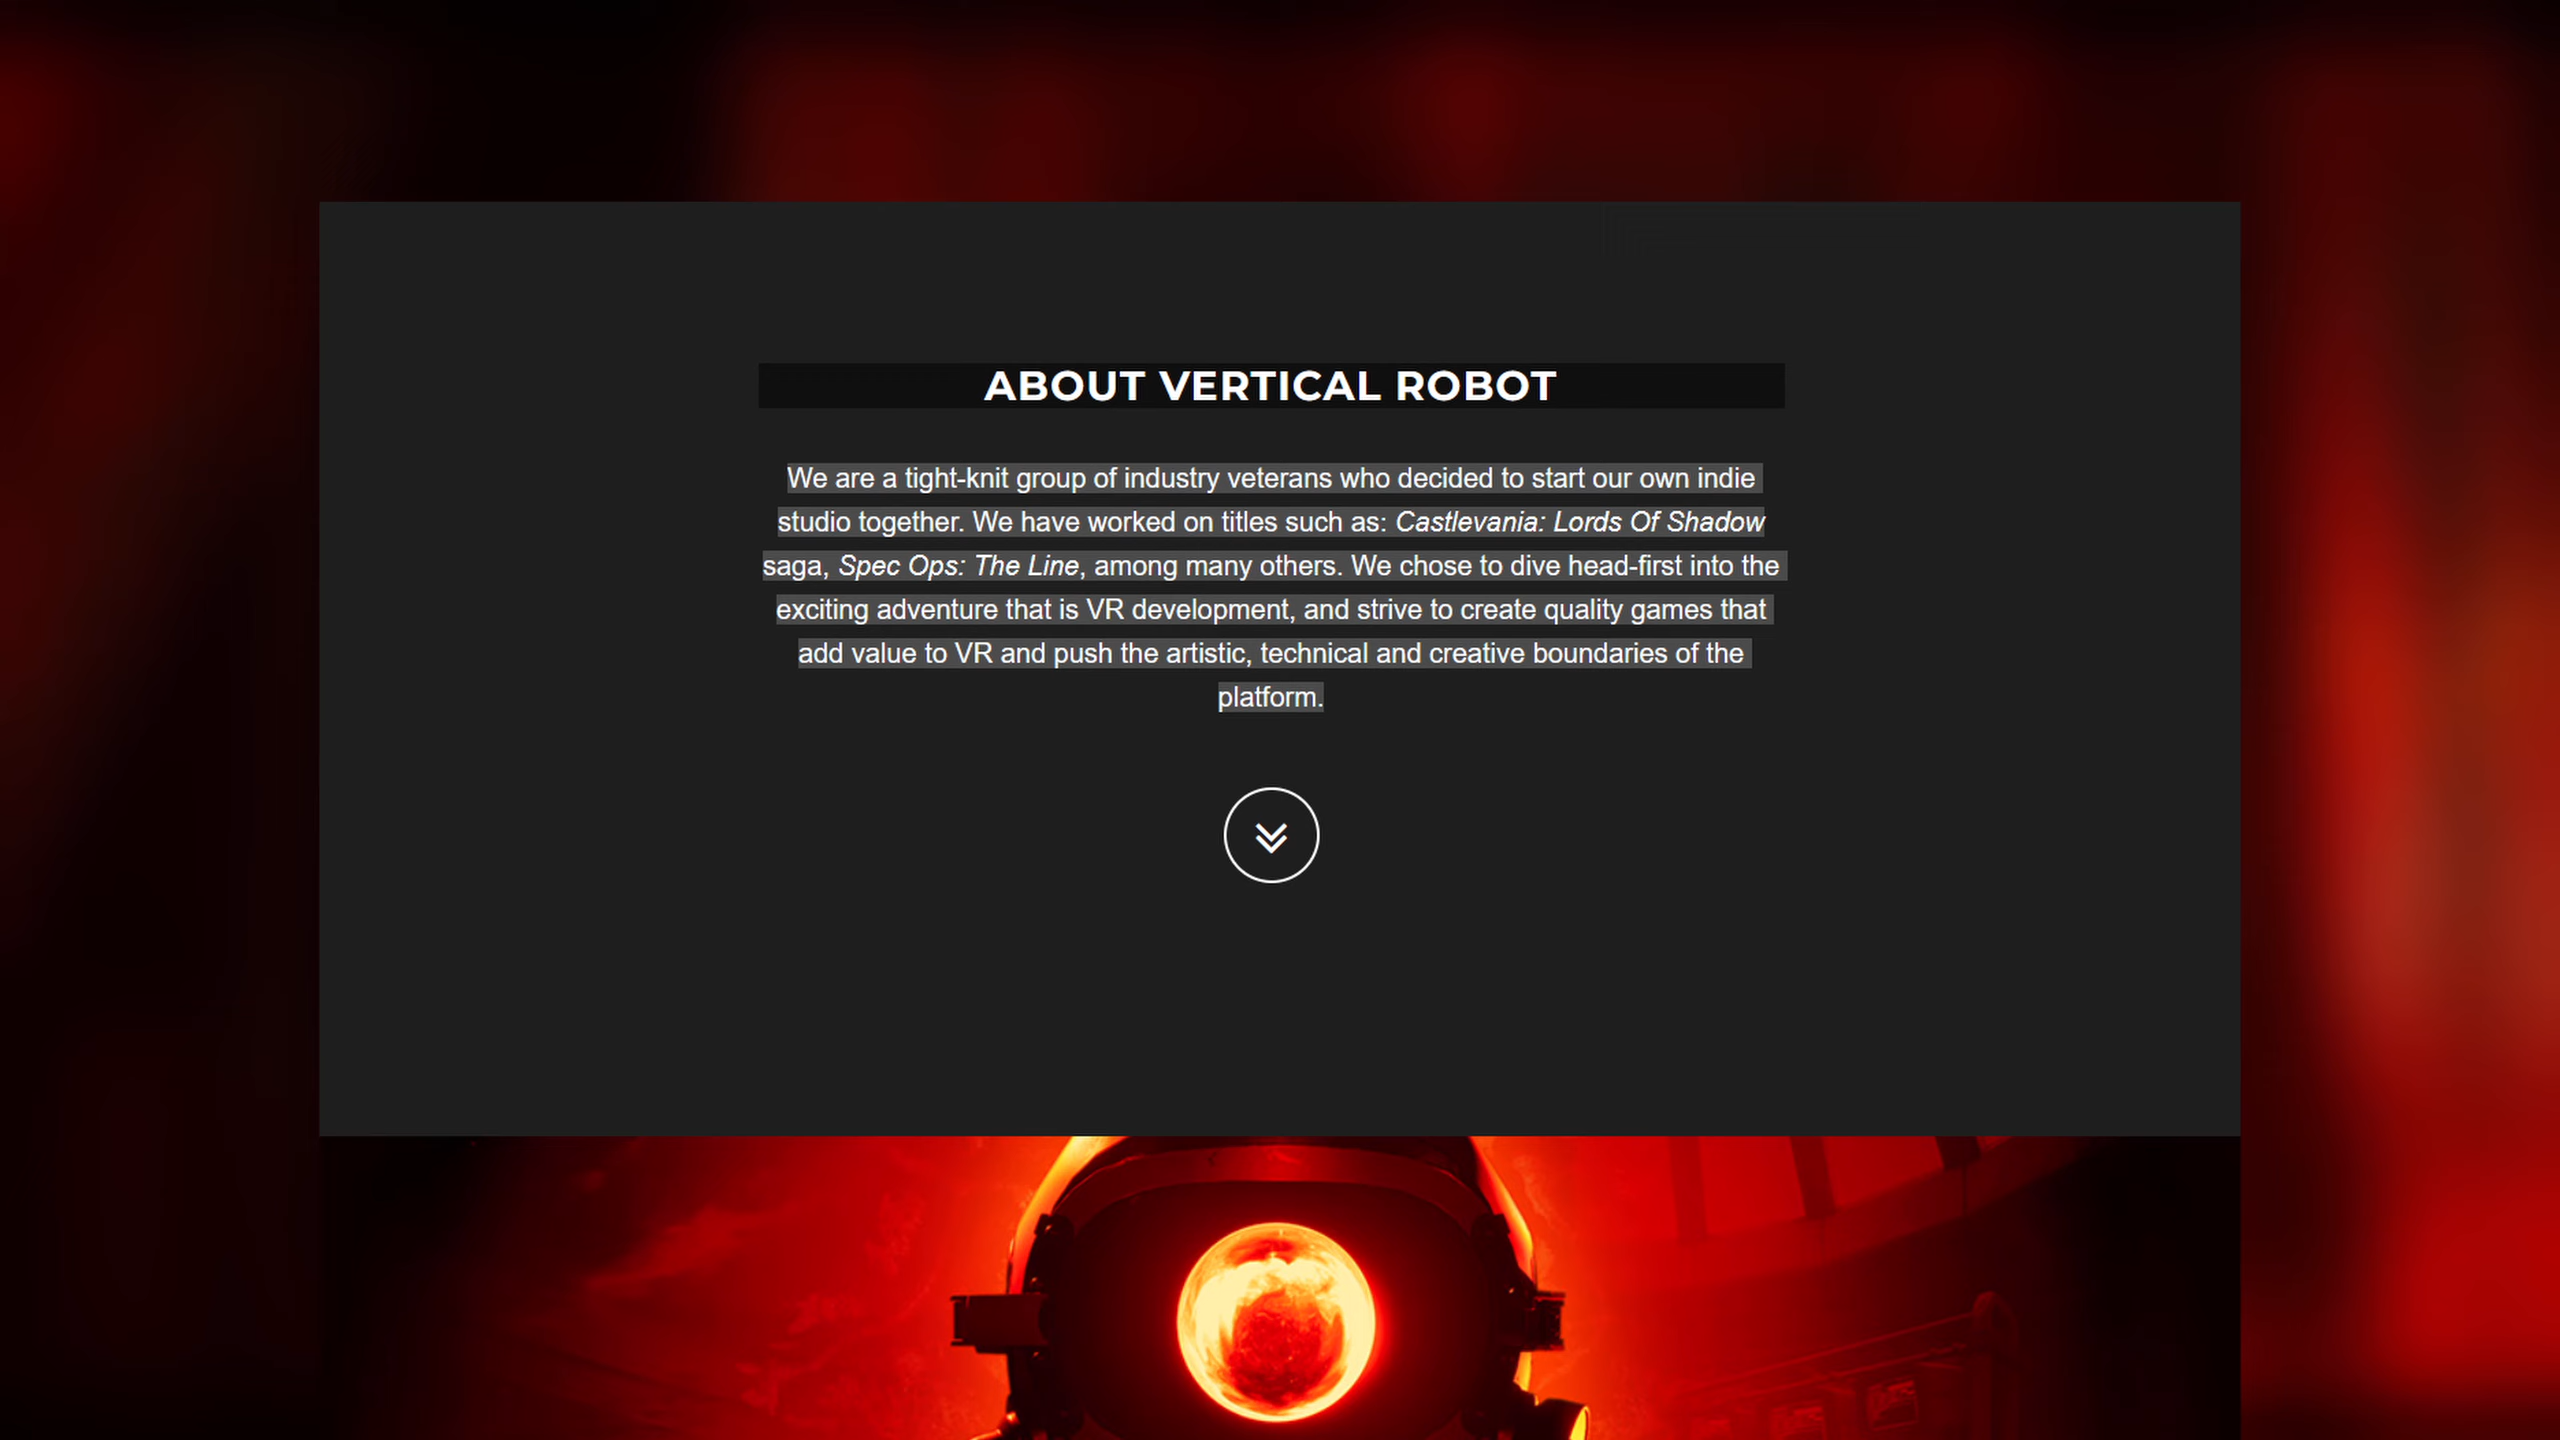 ABOUT VERTICAL ROBOT
We are a tight-knit group of industry veterans who decided to start our own indie
studio together. We have worked on titles such as: Castlevania: Lords Of Shadow
saga, Spec Ops: The Line, among many others. We chose to dive head-first into the
exciting adventure that is VR development, and strive to create quality games that
add value to VR and push the artistic, technical and creative boundaries of the
platform.